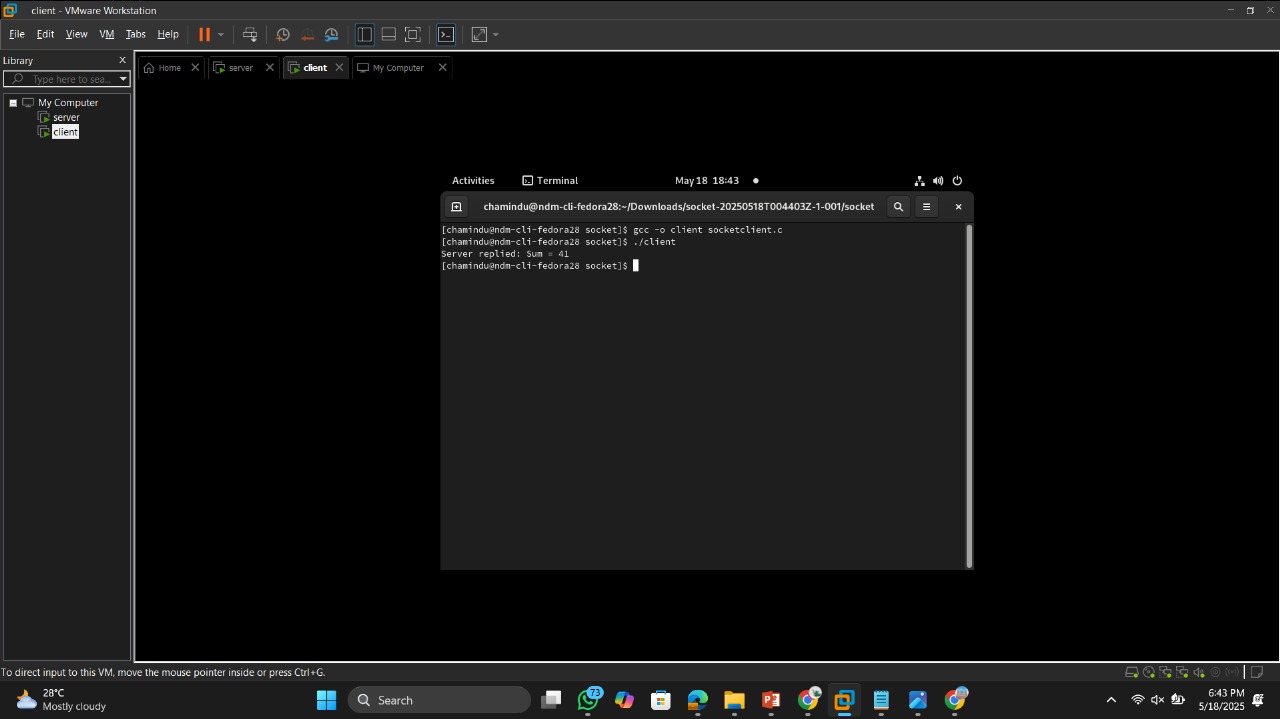 client - VMware Workstation
File Edit View VM Tabs Help
Library
Type here to sea...
My Computer
server
client
Home
server
client
My Computer
Activities Terminal May 18 18:43
chamindu@ndm-cli-fedora28:~/Downloads/socket-20250518T004403Z-1-001/socket
[chamindu@ndm-cli-fedora28 socket]$ gcc -o client socketclient.c
[chamindu@ndm-cli-fedora28 socket]$ ./client
Server replied: Sum = 41
[chamindu@ndm-cli-fedora28 socket]$
To direct input to this VM, move the mouse pointer inside or press Ctrl+G.
28°C
Mostly cloudy
Search
73
6:43 PM
5/18/2025